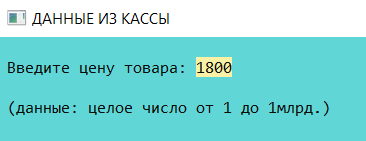 ДАННЫЕ ИЗ КАССЫ
Введите цену товара: 1800
(данные: целое число от 1 до 1млрд.)